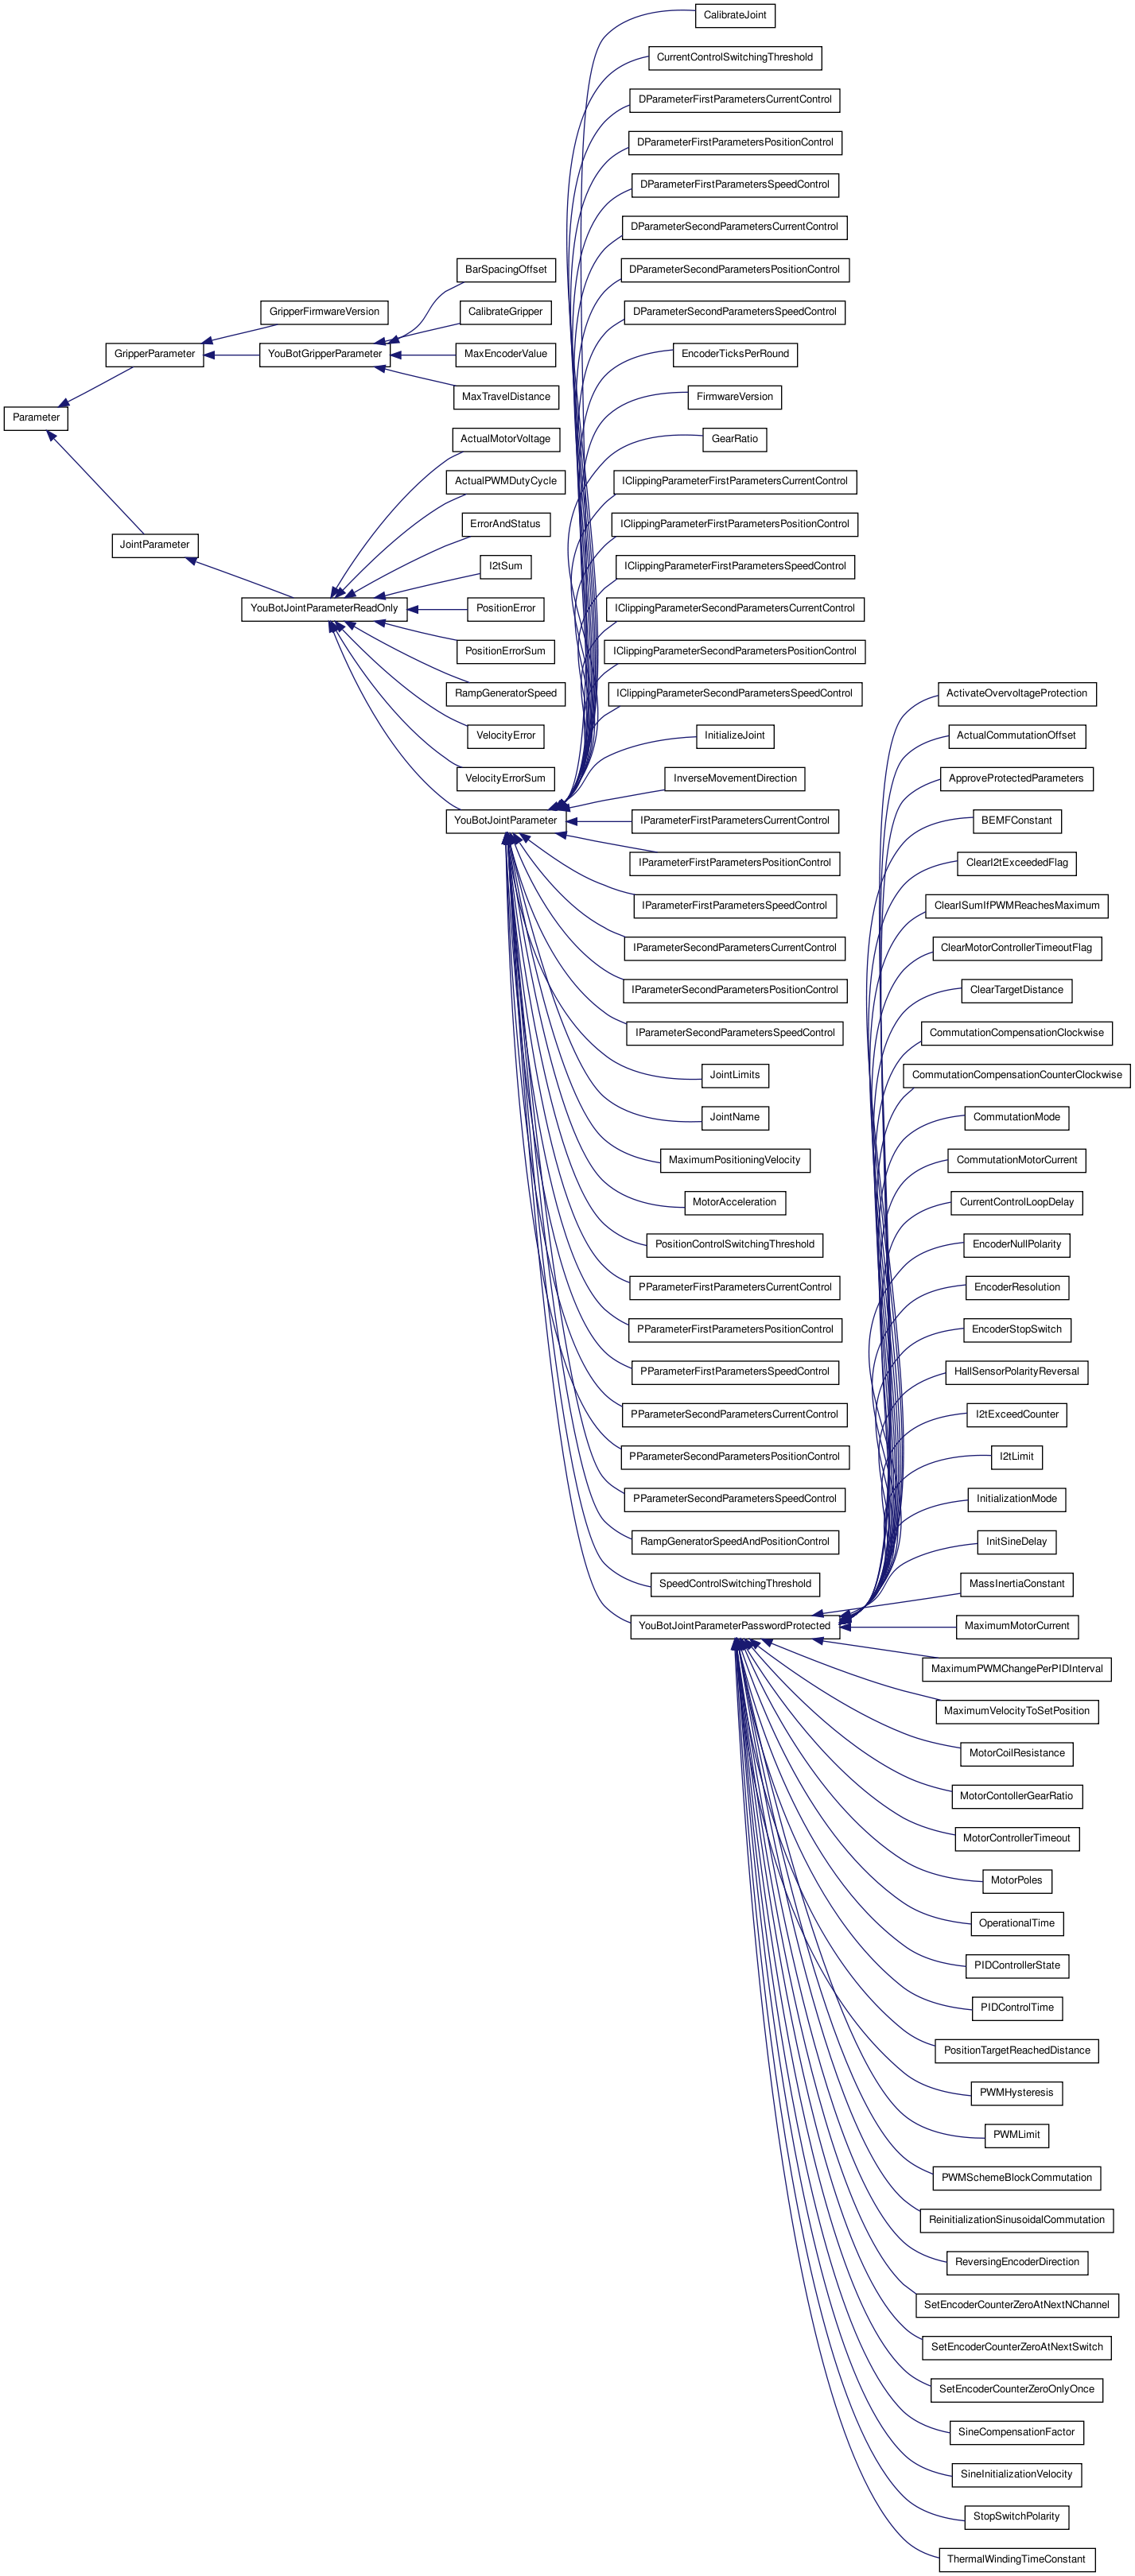 CalibrateJoint
CurrentControlSwitchingThreshold
DParameterFirstParametersCurrentControl
DParameterFirstParametersPositionControl
DParameterFirstParametersSpeedControl
DParameterSecondParametersCurrentControl
BarSpacingOffset
DParameterSecondParametersPositionControl
GripperFirmwareVersion
CalibrateGripper
DParameterSecondParametersSpeedControl
GripperParameter
YouBotGripperParameter
MaxEncoderValue
EncoderTicksPerRound
MaxTravelDistance
FirmwareVersion
Parameter
ActualMotorVoltage
GearRatio
ActualPWMDutyCycle
IClippingParameterFirstParametersCurrentControl
ErrorAndStatus
IClippingParameterFirstParametersPositionControl
JointParameter
I2tSum
IClippingParameterFirstParametersSpeedControl
YouBotJointParameterReadOnly
PositionError
IClippingParameterSecondParametersCurrentControl
PositionErrorSum
IClippingParameterSecondParametersPositionControl
RampGeneratorSpeed
IClippingParameterSecondParametersSpeedControl
ActivateOvervoltageProtection
VelocityError
InitializeJoint
ActualCommutationOffset
VelocityErrorSum
InverseMovementDirection
ApproveProtectedParameters
YouBotJointParameter
IParameterFirstParametersCurrentControl
BEMFConstant
IParameterFirstParametersPositionControl
ClearI2tExceededFlag
IParameterFirstParametersSpeedControl
ClearISumIfPWMReachesMaximum
IParameterSecondParametersCurrentControl
ClearMotorControllerTimeoutFlag
IParameterSecondParametersPositionControl
ClearTargetDistance
IParameterSecondParametersSpeedControl
CommutationCompensationClockwise
JointLimits
CommutationCompensationCounterClockwise
JointName
CommutationMode
MaximumPositioningVelocity
CommutationMotorCurrent
MotorAcceleration
CurrentControlLoopDelay
PositionControlSwitchingThreshold
EncoderNullPolarity
PParameterFirstParametersCurrentControl
EncoderResolution
PParameterFirstParametersPositionControl
EncoderStopSwitch
PParameterFirstParametersSpeedControl
HallSensorPolarityReversal
PParameterSecondParametersCurrentControl
I2tExceedCounter
PParameterSecondParametersPositionControl
I2tLimit
PParameterSecondParametersSpeedControl
InitializationMode
RampGeneratorSpeedAndPositionControl
InitSineDelay
SpeedControlSwitchingThreshold
MassInertiaConstant
YouBotJointParameterPasswordProtected
MaximumMotorCurrent
MaximumPWMChangePerPIDInterval
MaximumVelocityToSetPosition
MotorCoilResistance
MotorContollerGearRatio
MotorControllerTimeout
MotorPoles
OperationalTime
PIDControllerState
PIDControlTime
PositionTargetReachedDistance
PWMHysteresis
PWMLimit
PWMSchemeBlockCommutation
ReinitializationSinusoidalCommutation
ReversingEncoderDirection
SetEncoderCounterZeroAtNextNChannel
SetEncoderCounterZeroAtNextSwitch
SetEncoderCounterZeroOnlyOnce
SineCompensationFactor
SineInitializationVelocity
StopSwitchPolarity
ThermalWindingTimeConstant